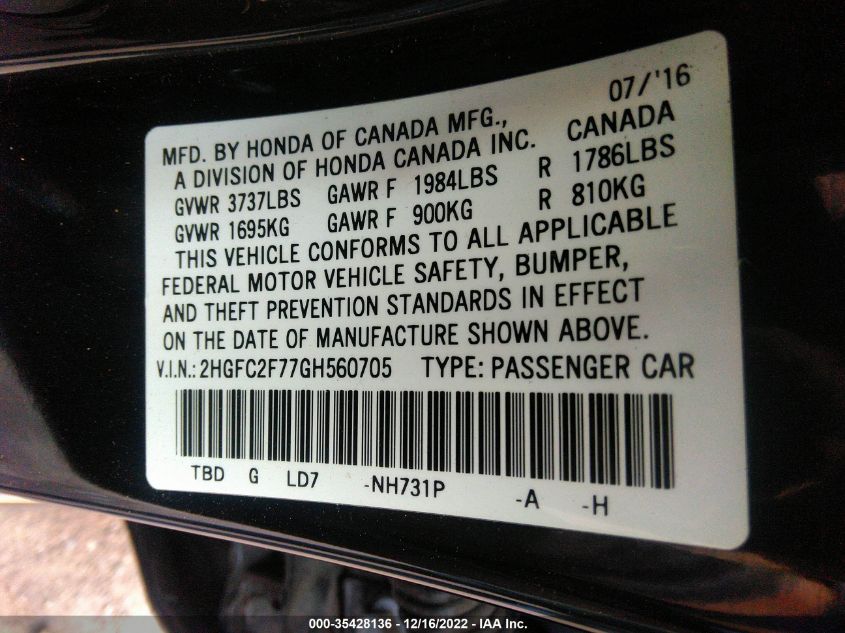 07/'16
MFD. BY HONDA OF CANADA MFG., CANADA
A DIVISION OF HONDA CANADA INC.
GVWR 3737LBS GAWR F 1984LBS R 1786LBS
GVWR 1695KG GAWR F 900KG R 810KG
THIS VEHICLE CONFORMS TO ALL APPLICABLE
FEDERAL MOTOR VEHICLE SAFETY, BUMPER,
AND THEFT PREVENTION STANDARDS IN EFFECT
ON THE DATE OF MANUFACTURE SHOWN ABOVE.
V.I.N.: 2HGFC2F77GH560705 TYPE: PASSENGER CAR
TBD G LD7 -NH731P -A -H
000-35428136 - 12/16/2022 - IAA Inc.